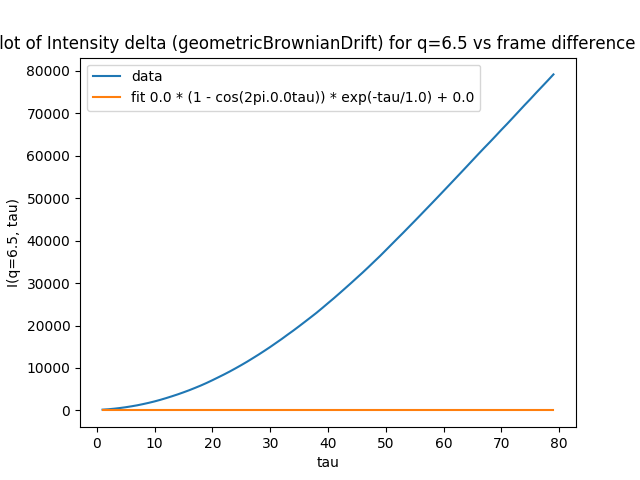 lot of Intensity delta (geometricBrownianDrift) for q=6.5 vs frame difference
data
fit 0.0 * (1 - cos(2pi.0.0tau)) * exp(-tau/1.0) + 0.0
I(q=6.5, tau)
80000
70000
60000
50000
40000
30000
20000
10000
0
0 10 20 30 40 50 60 70 80
tau